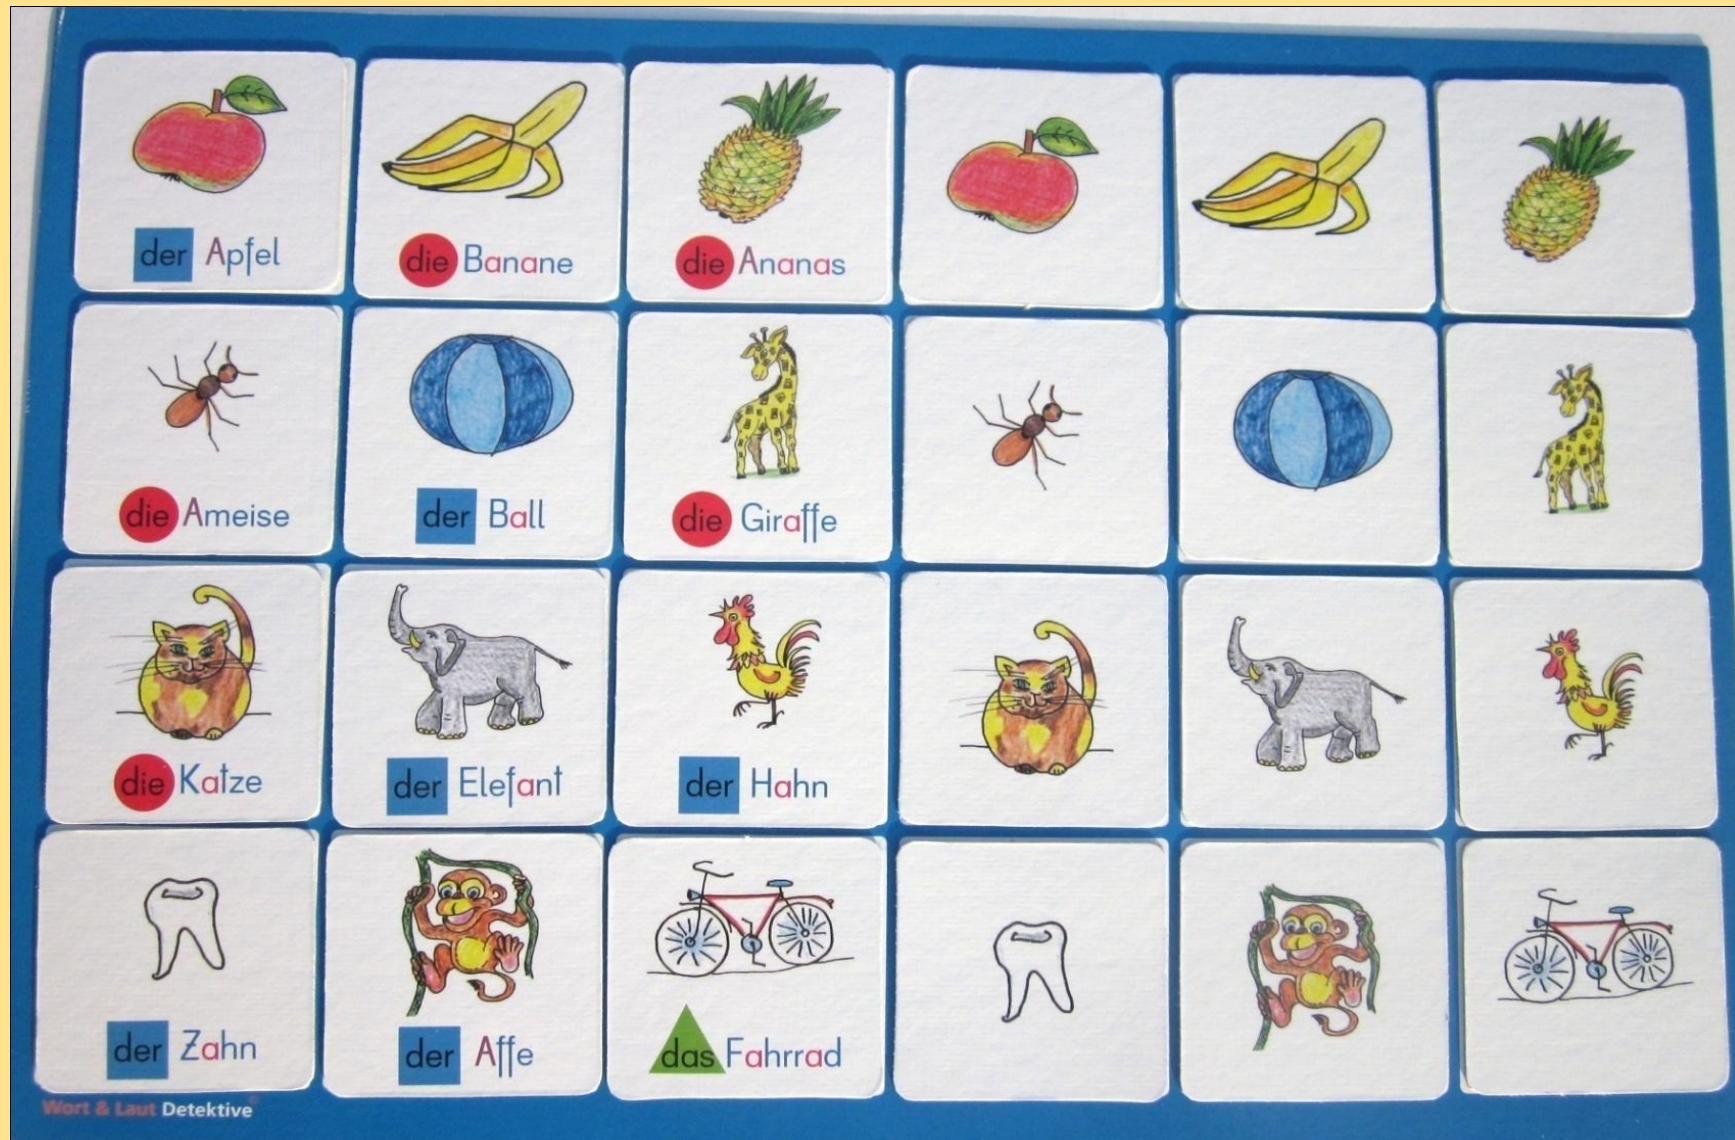 der Apfel
die Banane
die Ananas
die Ameise
der Ball
die Giraffe
die Katze
der Elefant
der Hahn
der Zahn
der Affe
das Fahrrad
Wort & Laut Detektive©